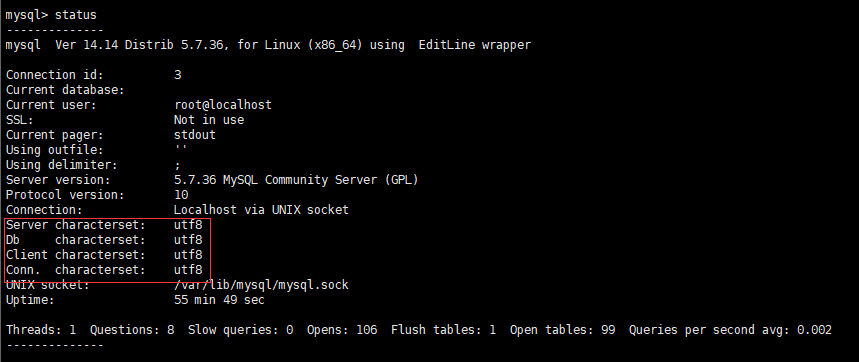 mysql> status
--------------
mysql  Ver 14.14 Distrib 5.7.36, for Linux (x86_64) using  EditLine wrapper
Connection id:          3
Current database:
Current user:           root@localhost
SSL:                    Not in use
Current pager:          stdout
Using outfile:          ''
Using delimiter:        ;
Server version:         5.7.36 MySQL Community Server (GPL)
Protocol version:       10
Connection:             Localhost via UNIX socket
Server characterset:    utf8
Db     characterset:    utf8
Client characterset:    utf8
Conn.  characterset:    utf8
UNIX socket:            /var/lib/mysql/mysql.sock
Uptime:                 55 min 49 sec
Threads: 1  Questions: 8  Slow queries: 0  Opens: 106  Flush tables: 1  Open tables: 99  Queries per second avg: 0.002
--------------